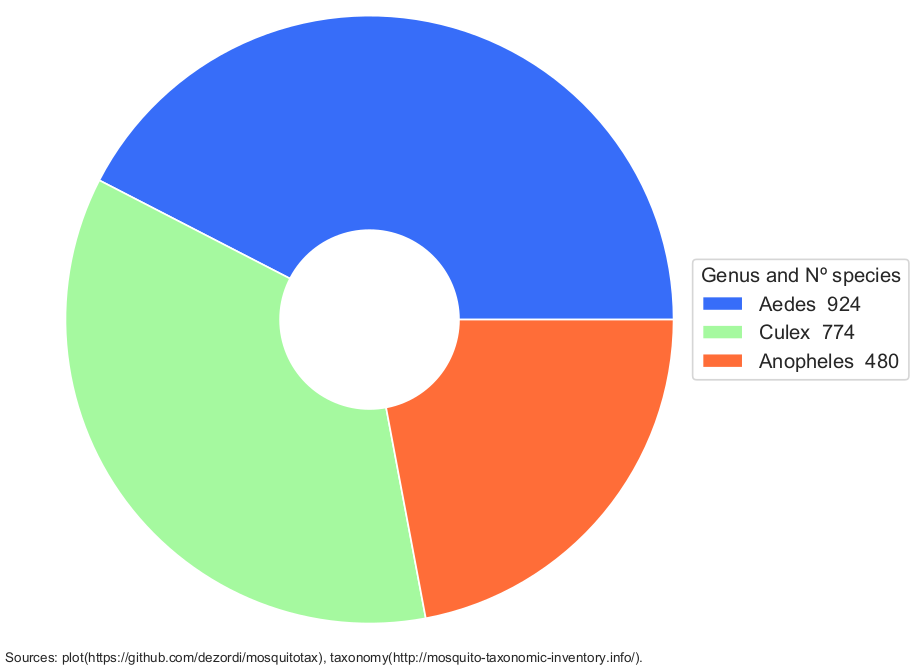 Genus and Nº species
Aedes 924
Culex 774
Anopheles 480
Sources: plot(https://github.com/dezordi/mosquitotax), taxonomy(http://mosquito-taxonomic-inventory.info/).